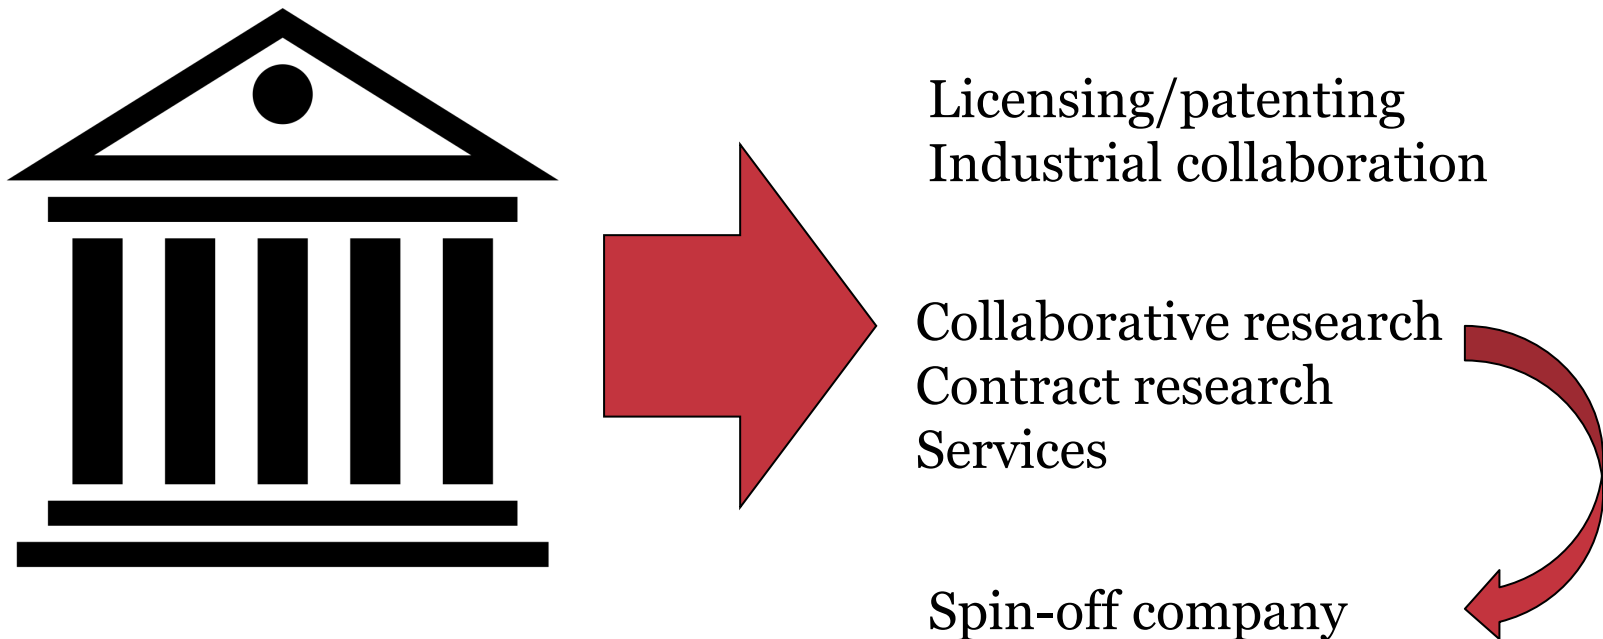 Licensing/patenting
Industrial collaboration
Collaborative research
Contract research
Services
Spin-off company